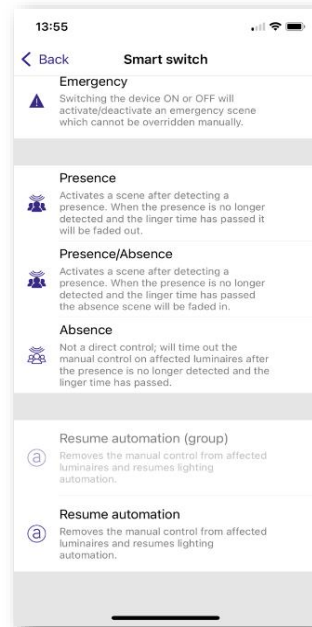 13:55
Back
Smart switch
Emergency
Switching the device ON or OFF will
activate/deactivate an emergency scene
which cannot be overridden manually.
Presence
Activates a scene after detecting a
presence. When the presence is no longer
detected and the linger time has passed it
will be faded out.
Presence/Absence
Activates a scene after detecting a
presence. When the presence is no longer
detected and the linger time has passed
the absence scene will be faded in.
Absence
Not a direct control; will time out the
manual control on affected luminaires after
the presence is no longer detected and the
linger time has passed.
a
Resume automation (group)
Removes the manual control from affected
luminaires and resumes lighting
automation.
a
Resume automation
Removes the manual control from affected
luminaires and resumes lighting
automation.